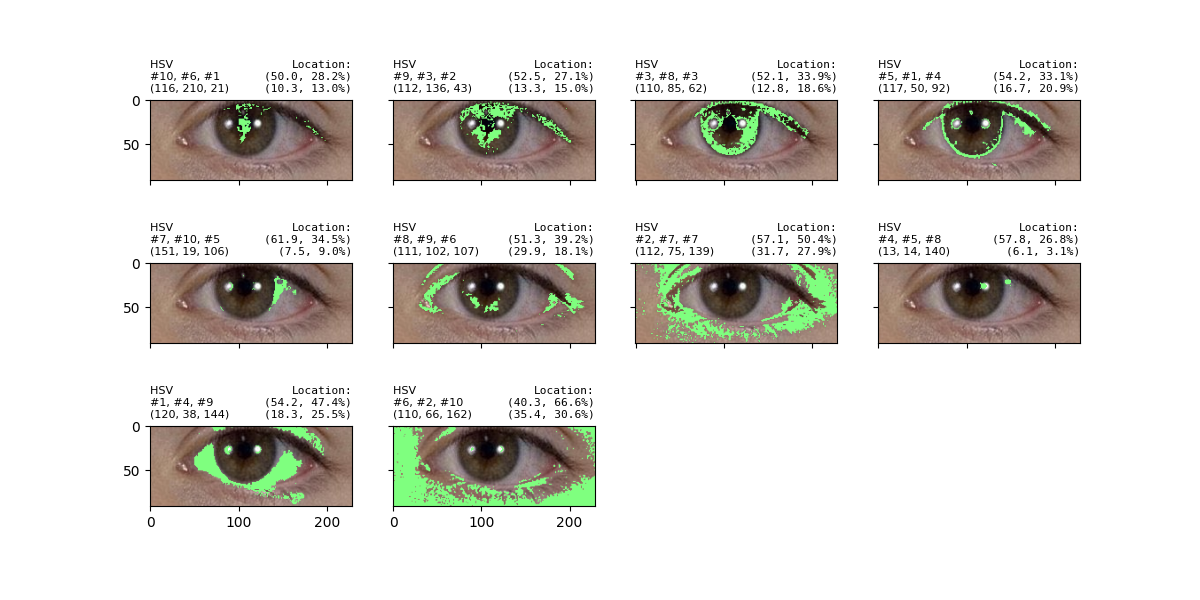 HSV Location:
#10, #6, #1 (50.0, 28.2%)
(116, 210, 21) (10.3, 13.0%)
HSV Location:
#9, #3, #2 (52.5, 27.1%)
(112, 136, 43) (13.3, 15.0%)
HSV Location:
#3, #8, #3 (52.1, 33.9%)
(110, 85, 62) (12.8, 18.6%)
HSV Location:
#5, #1, #4 (54.2, 33.1%)
(117, 50, 92) (16.7, 20.9%)
0
50
HSV Location:
#7, #10, #5 (61.9, 34.5%)
(151, 19, 106) (7.5, 9.0%)
HSV Location:
#8, #9, #6 (51.3, 39.2%)
(111, 102, 107) (29.9, 18.1%)
HSV Location:
#2, #7, #7 (57.1, 50.4%)
(112, 75, 139) (31.7, 27.9%)
HSV Location:
#4, #5, #8 (57.8, 26.8%)
(13, 14, 140) (6.1, 3.1%)
0
50
HSV Location:
#1, #4, #9 (54.2, 47.4%)
(120, 38, 144) (18.3, 25.5%)
HSV Location:
#6, #2, #10 (40.3, 66.6%)
(110, 66, 162) (35.4, 30.6%)
0
50
0 100 200
0 100 200